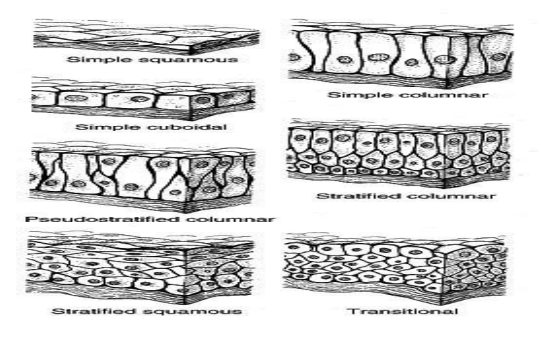 Simple squamous
Simple columnar
Simple cuboidal
Stratified columnar
Pseudostratified columnar
Stratified squamous
Transitional